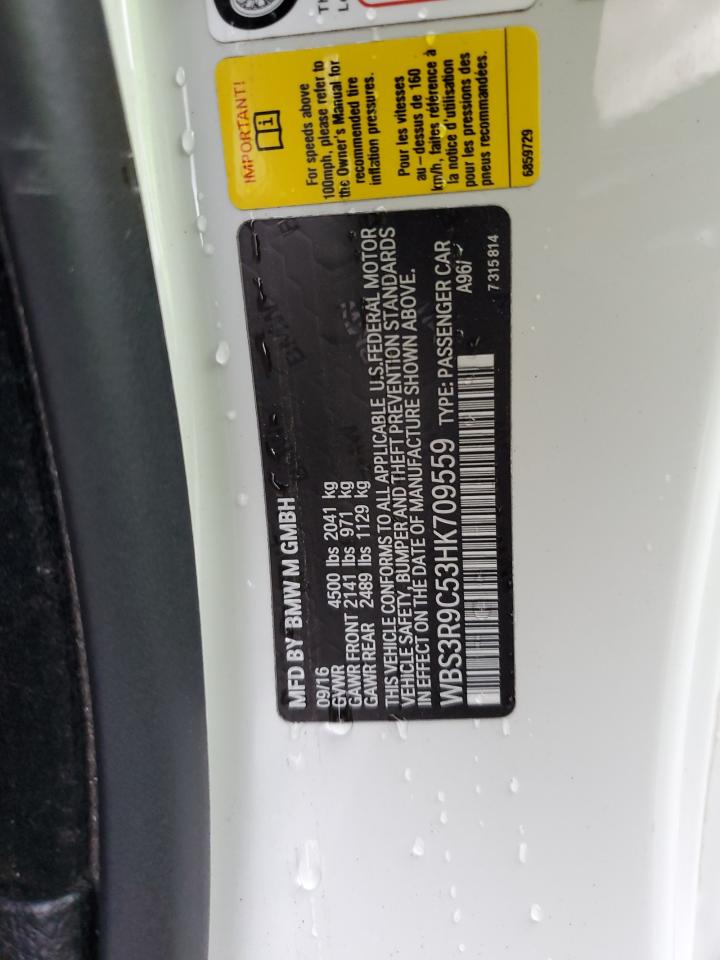 IMPORTANT!
For speeds above
100mph, please refer to
the Owner's Manual for
recommended tire
inflation pressures.
Pour les vitesses
au-dessus de 160
km/h, faites référence à
la notice d'utilisation
pour les pressions des
pneus recommandées.
6859729
MFD BY BMW M GMBH
09/16
GVWR 4500 lbs 2041 kg
GAWR FRONT 2141 lbs 971 kg
GAWR REAR 2489 lbs 1129 kg
THIS VEHICLE CONFORMS TO ALL APPLICABLE U.S.FEDERAL MOTOR
VEHICLE SAFETY, BUMPER AND THEFT PREVENTION STANDARDS
IN EFFECT ON THE DATE OF MANUFACTURE SHOWN ABOVE.
WBS3R9C53HK709559 TYPE: PASSENGER CAR
A96/
7 315 814